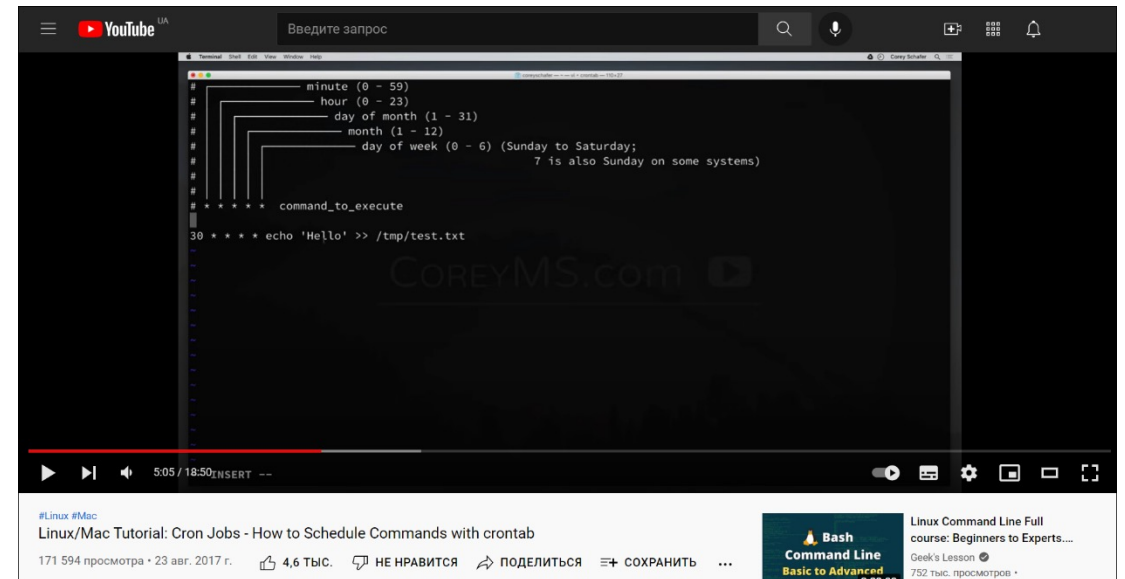 YouTube UA
Введите запрос
Terminal Shell Edit View Window Help
Corey Schafer
coreyschafer — ~ — vi • crontab — 110×27
# minute (0 - 59)
# hour (0 - 23)
# day of month (1 - 31)
# month (1 - 12)
# day of week (0 - 6) (Sunday to Saturday;
# 7 is also Sunday on some systems)
#
#
# * * * * * command_to_execute
30 * * * * echo 'Hello' >> /tmp/test.txt
~
~
~
~
~
~
~
~
~
~
~
~
COREYMS.COM
5:05 / 18:50
INSERT --
#Linux #Mac
Linux/Mac Tutorial: Cron Jobs - How to Schedule Commands with crontab
171 594 просмотра • 23 авг. 2017 г.
4,6 ТЫС.
НЕ НРАВИТСЯ
ПОДЕЛИТЬСЯ
СОХРАНИТЬ
...
Bash
Command Line
Basic to Advanced
Linux Command Line Full
course: Beginners to Experts....
Geek's Lesson
752 тыс. просмотров •